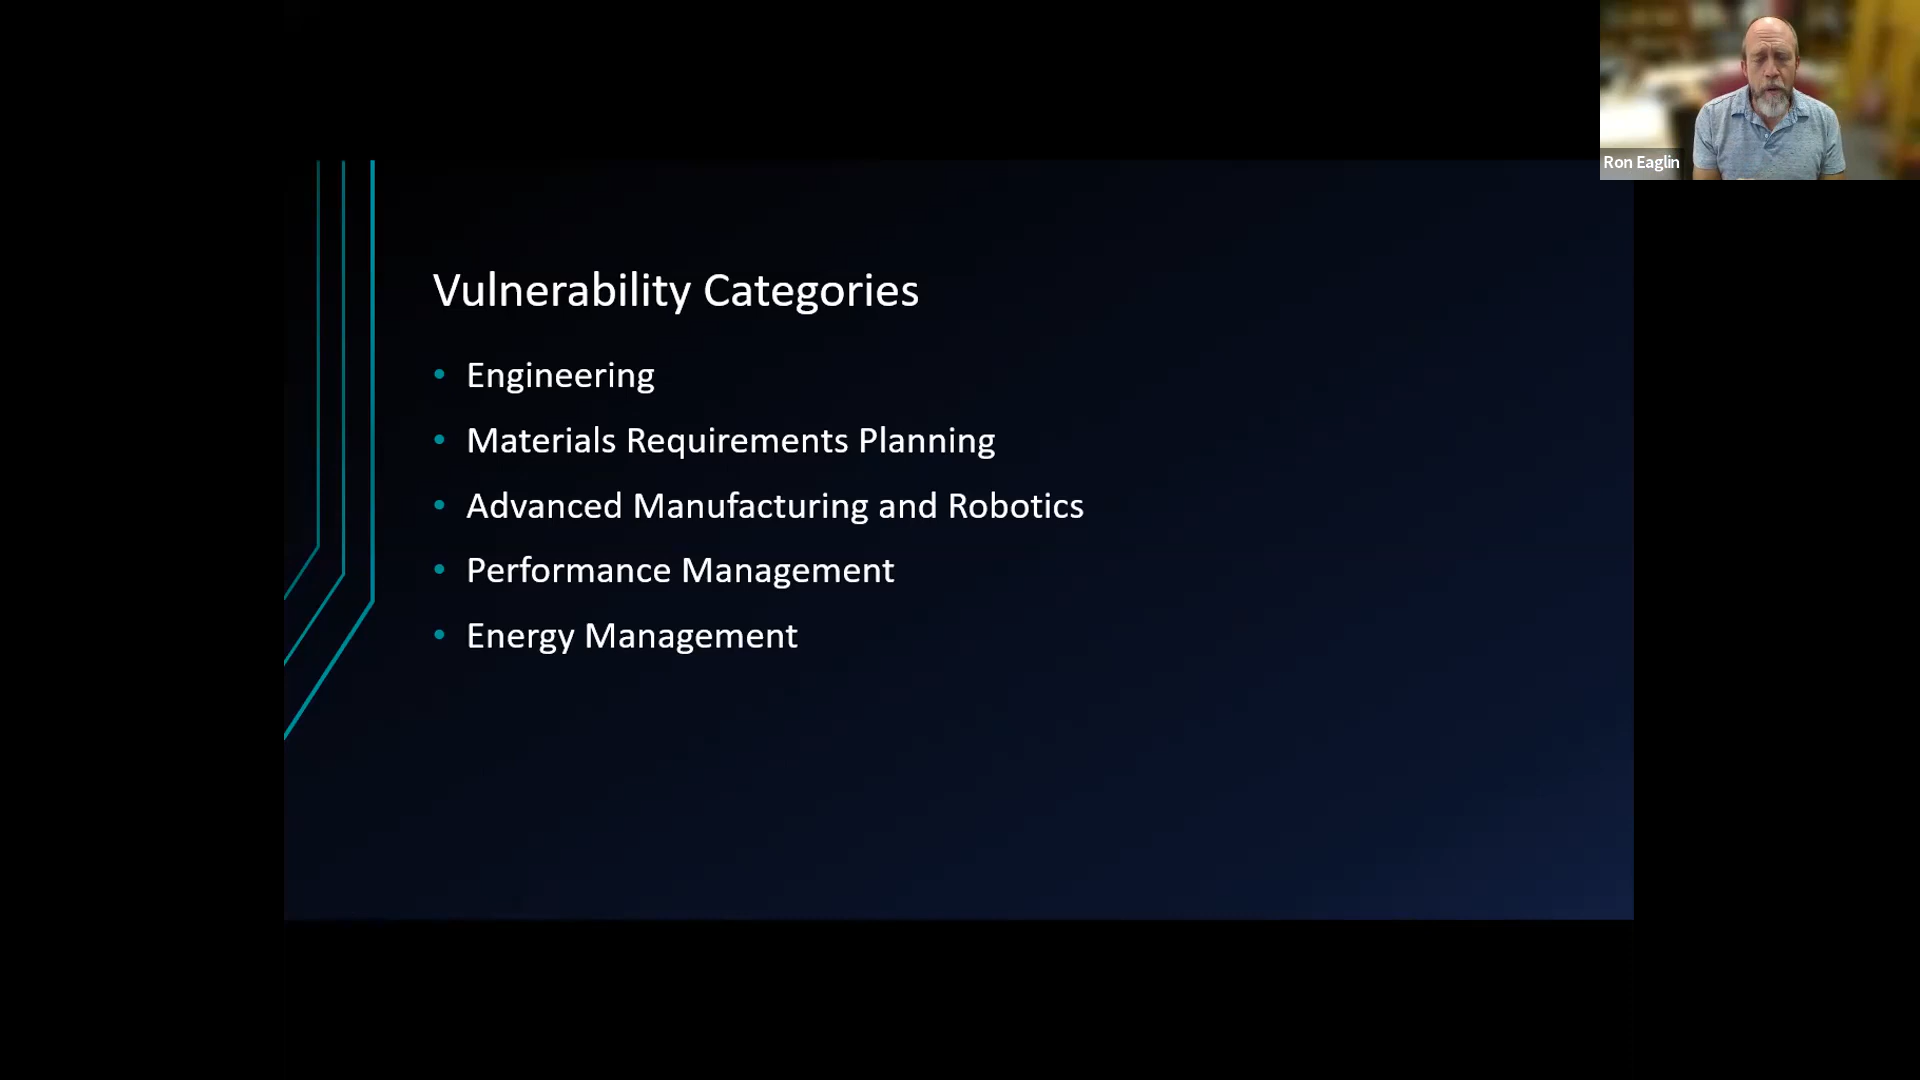 Ron Eaglin
Vulnerability Categories
• Engineering
• Materials Requirements Planning
• Advanced Manufacturing and Robotics
• Performance Management
• Energy Management